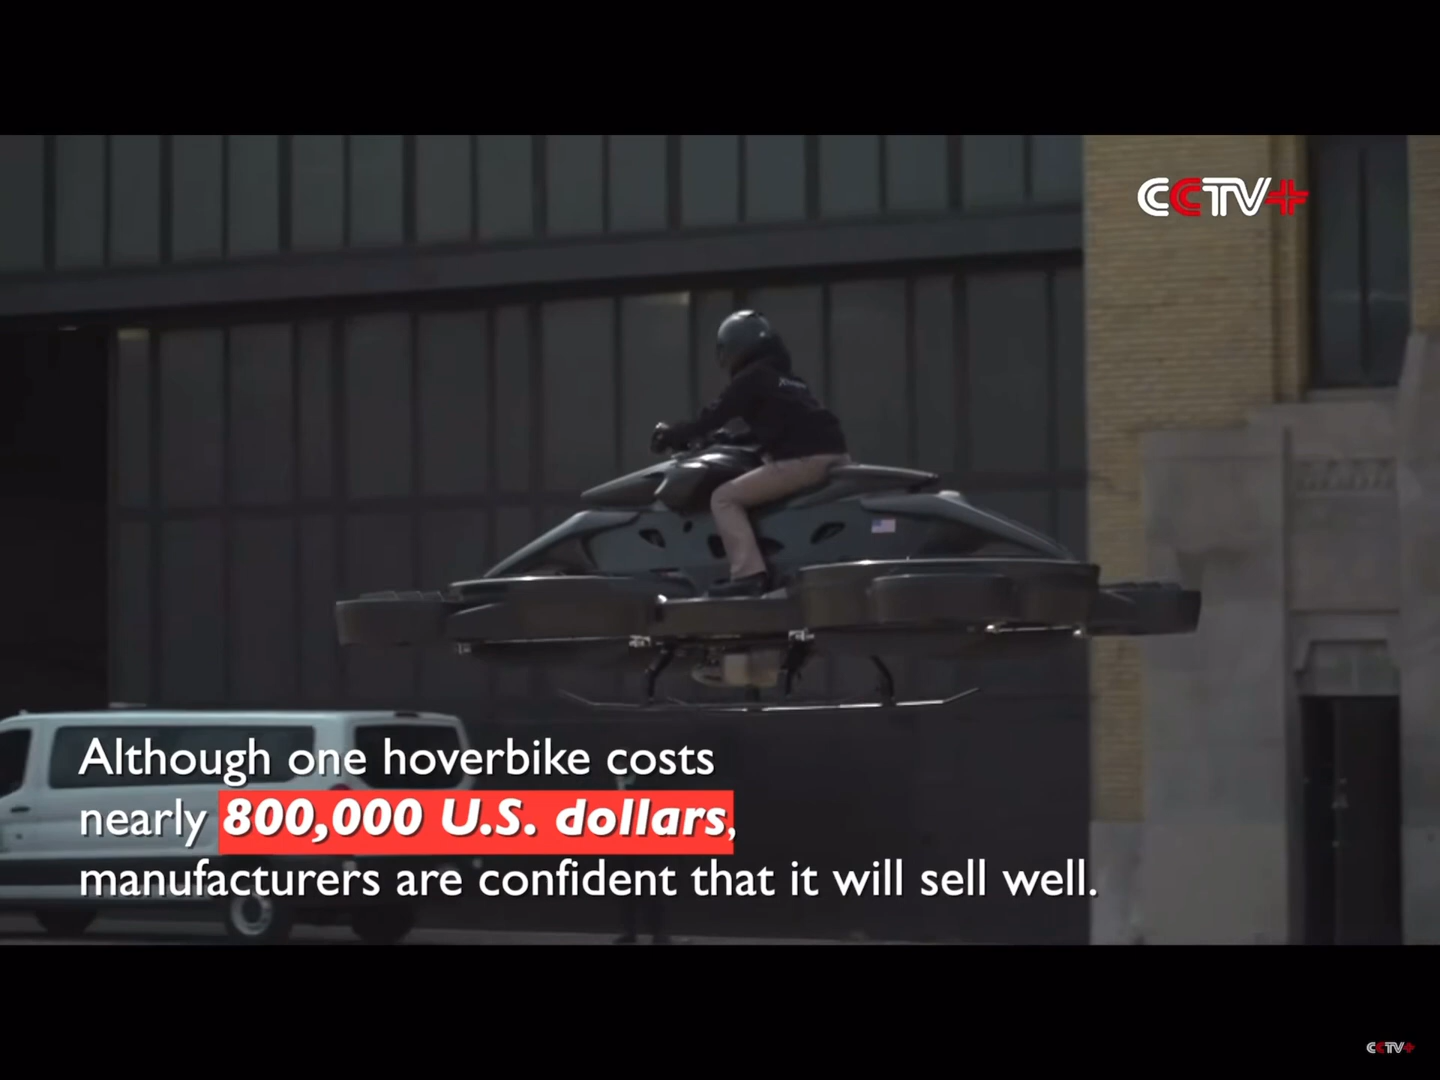 CCTV+
Although one hoverbike costs
nearly 800,000 U.S. dollars,
manufacturers are confident that it will sell well.
CCTV+